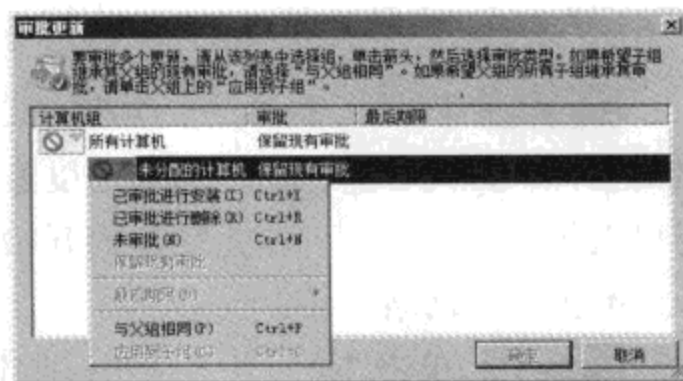 审批更新
要审批多个更新，请从该列表中选择组，单击箭头，然后选择审批类型。如果希望子组
继承其父组的现有审批，请选择“与父组相同”。如果希望父组的所有子组继承其审
批，请单击父组上的“应用到子组”。
计算机组 审批 最后期限
所有计算机 保留现有审批
未分配的计算机 保留现有审批
已审批进行安装(I) Ctrl+I
已审批进行删除(R) Ctrl+R
未审批(N) Ctrl+N
保留现有审批
最后期限(D)
与父组相同(P) Ctrl+P
应用到子组(C) Ctrl+C
确定 取消